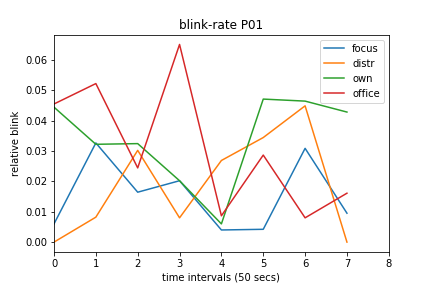 blink-rate P01
relative blink
0.06
0.05
0.04
0.03
0.02
0.01
0.00
focus
distr
own
office
0 1 2 3 4 5 6 7 8
time intervals (50 secs)